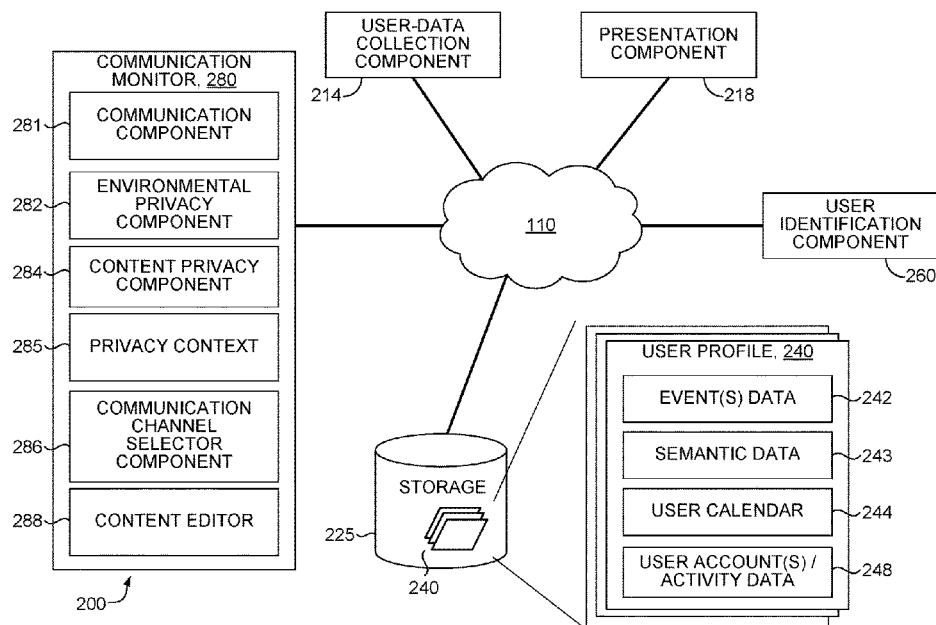 COMMUNICATION
MONITOR, 280
281
COMMUNICATION
COMPONENT
282
ENVIRONMENTAL
PRIVACY
COMPONENT
284
CONTENT PRIVACY
COMPONENT
285
PRIVACY CONTEXT
286
COMMUNICATION
CHANNEL
SELECTOR
COMPONENT
288
CONTENT EDITOR
200
USER-DATA
COLLECTION
COMPONENT
214
PRESENTATION
COMPONENT
218
110
USER
IDENTIFICATION
COMPONENT
260
STORAGE
225
240
USER PROFILE, 240
EVENT(S) DATA
242
SEMANTIC DATA
243
USER CALENDAR
244
USER ACCOUNT(S) /
ACTIVITY DATA
248